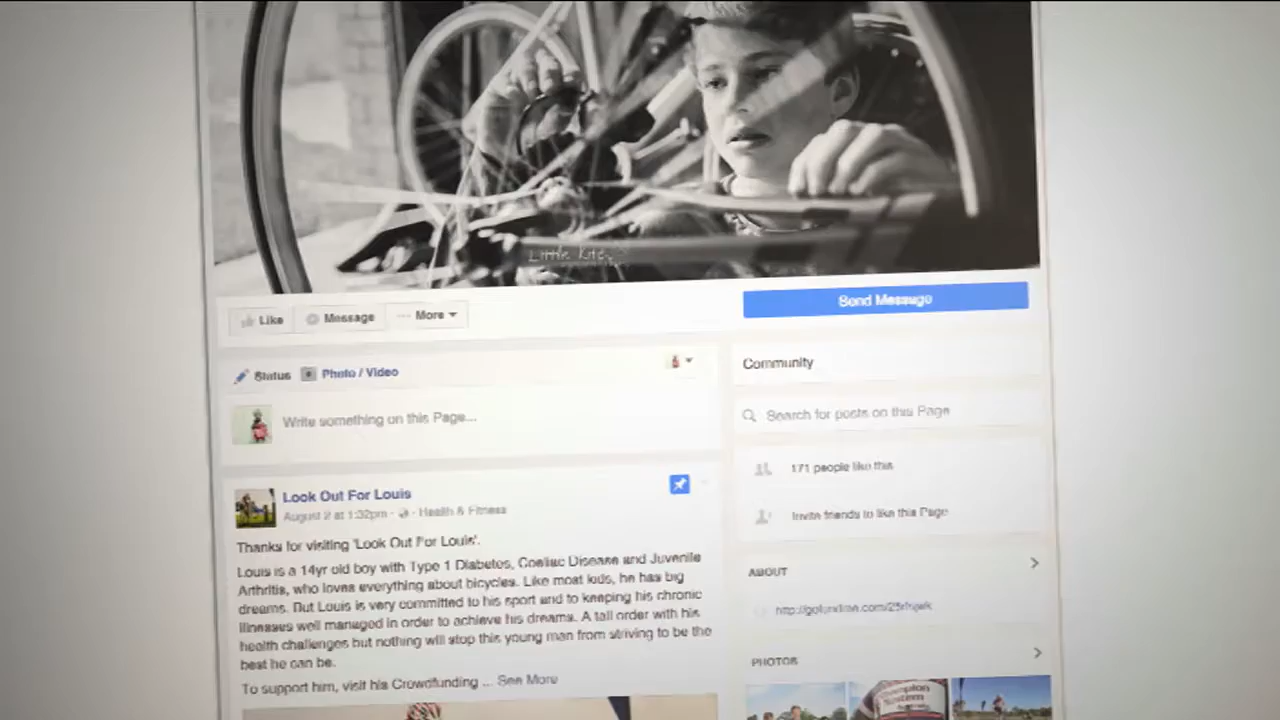 Like
Message
More
Send Message
Status
Photo / Video
Write something on this Page...
Look Out For Louis
August 2 at 1:32pm · Health & Fitness
Thanks for visiting 'Look Out For Louis'.
Louis is a 14yr old boy with Type 1 Diabetes, Coeliac Disease and Juvenile
Arthritis, who loves everything about bicycles. Like most kids, he has big
dreams. But Louis is very committed to his sport and to keeping his chronic
illnesses well managed in order to achieve his dreams. A tall order with his
health challenges but nothing will stop this young man from striving to be the
best he can be.
To support him, visit his Crowdfunding ... See More
Community
Search for posts on this Page
171 people like this
Invite friends to like this Page
ABOUT
PHOTOS
Champion
System